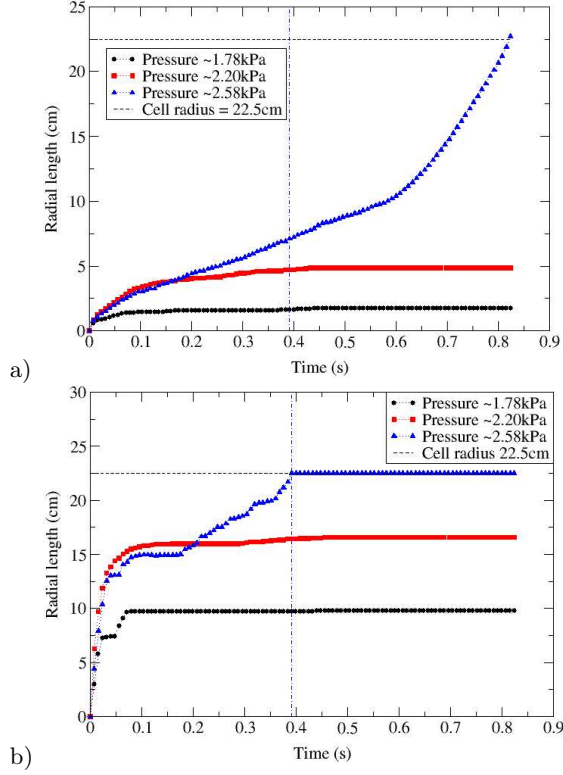 25
20
15
10
5
0
Radial length (cm)
Pressure ~1.78kPa
Pressure ~2.20kPa
Pressure ~2.58kPa
Cell radius = 22.5cm
0 0.1 0.2 0.3 0.4 0.5 0.6 0.7 0.8 0.9
Time (s)
a)
30
25
20
15
10
5
0
Radial length (cm)
Pressure ~1.78kPa
Pressure ~2.20kPa
Pressure ~2.58kPa
Cell radius 22.5cm
0 0.1 0.2 0.3 0.4 0.5 0.6 0.7 0.8 0.9
Time (s)
b)